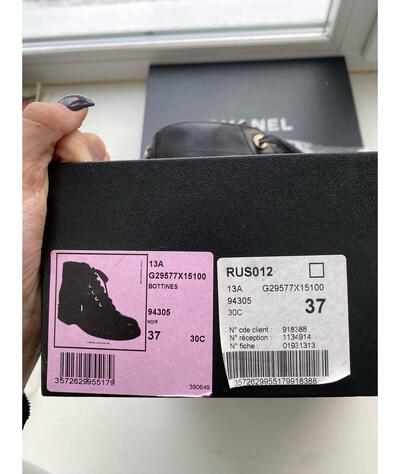 CHANEL
13A
G29577X15100
BOTTINES
94305
NOIR
37 30C
3572629955179
390649
RUS012
13A G29577X15100
94305
30C 37
N° cde client : 918388
N° réception : 1134914
N° fiche : 01931313
3572629955179918388